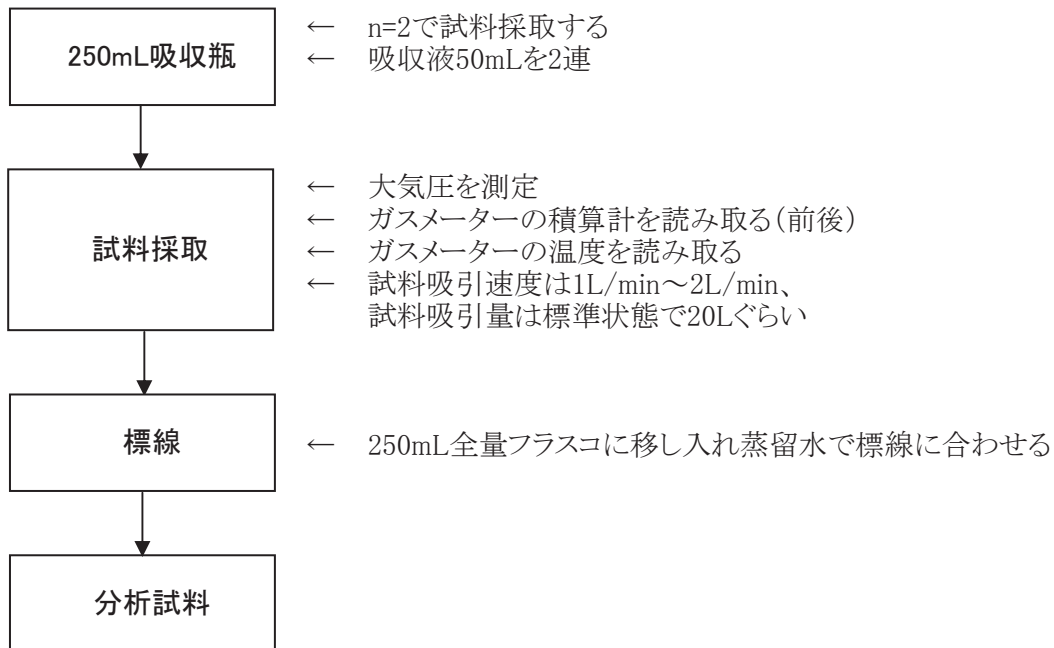 250mL吸収瓶
← n=2で試料採取する
← 吸収液50mLを2連
試料採取
← 大気圧を測定
← ガスメーターの積算計を読み取る(前後)
← ガスメーターの温度を読み取る
← 試料吸引速度は1L/min～2L/min、
試料吸引量は標準状態で20Lぐらい
標線
← 250mL全量フラスコに移し入れ蒸留水で標線に合わせる
分析試料